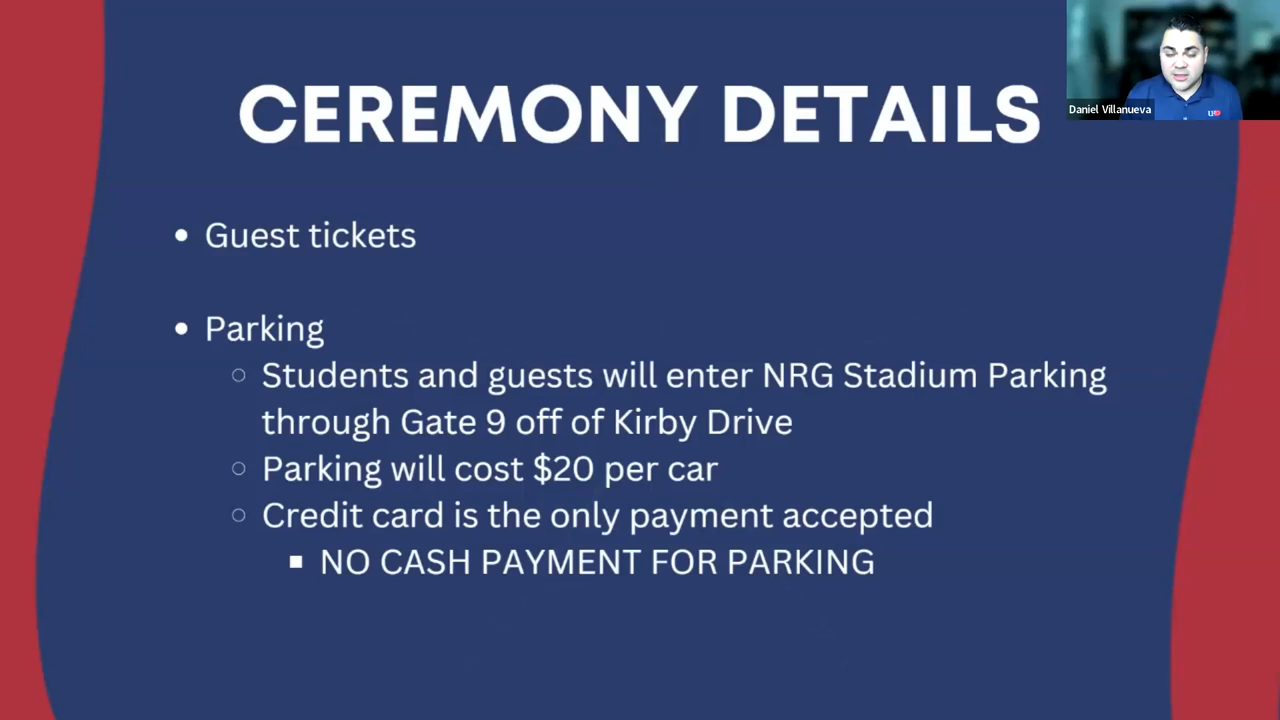 CEREMONY DETAILS
Daniel Villanueva
• Guest tickets
• Parking
○ Students and guests will enter NRG Stadium Parking
through Gate 9 off of Kirby Drive
○ Parking will cost $20 per car
○ Credit card is the only payment accepted
▪ NO CASH PAYMENT FOR PARKING